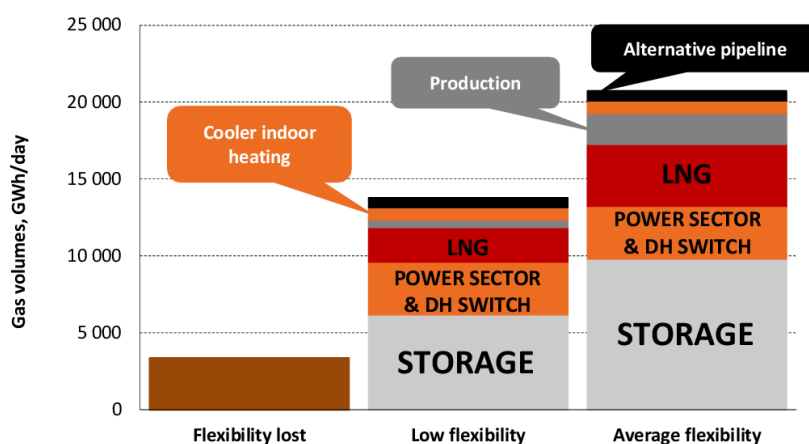 25 000
20 000
15 000
10 000
5 000
0
Gas volumes, GWh/day
Alternative pipeline
Production
Cooler indoor
heating
LNG
POWER SECTOR
& DH SWITCH
STORAGE
LNG
POWER SECTOR
& DH SWITCH
STORAGE
Flexibility lost
Low flexibility
Average flexibility